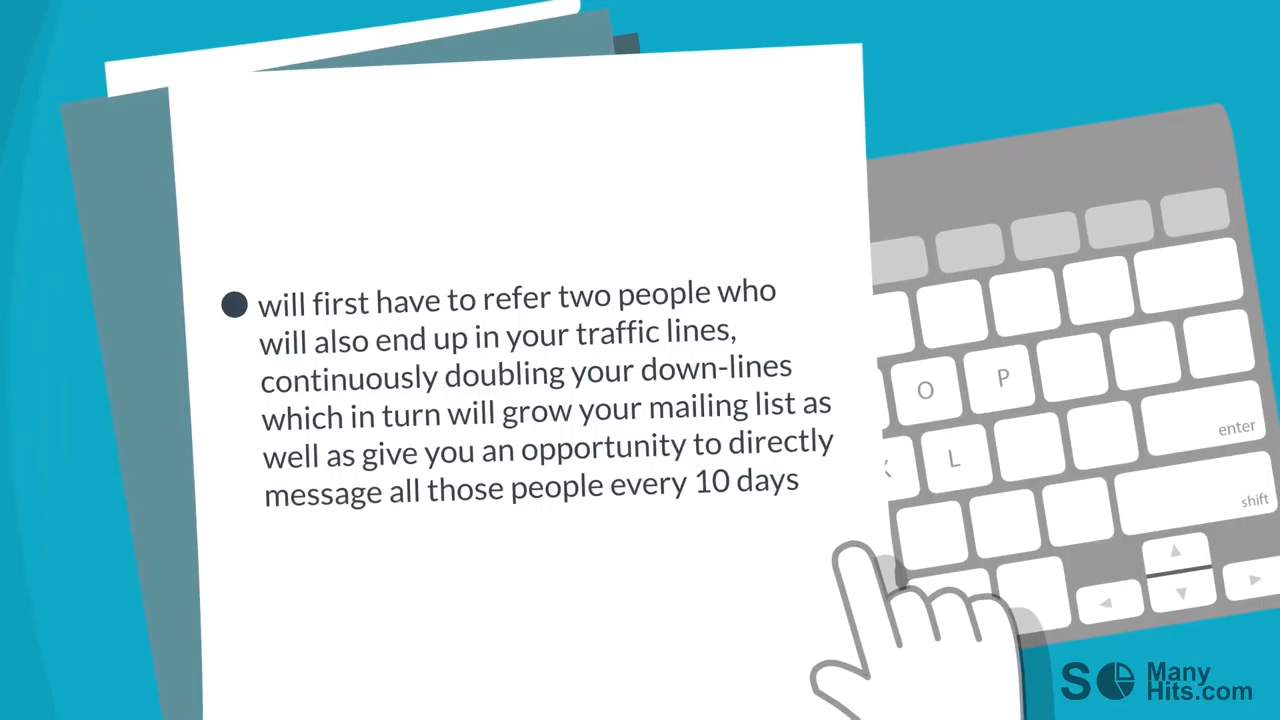 will first have to refer two people who
will also end up in your traffic lines,
continuously doubling your down-lines
which in turn will grow your mailing list as
well as give you an opportunity to directly
message all those people every 10 days
O
P
K
L
enter
shift
SO Many
Hits.com